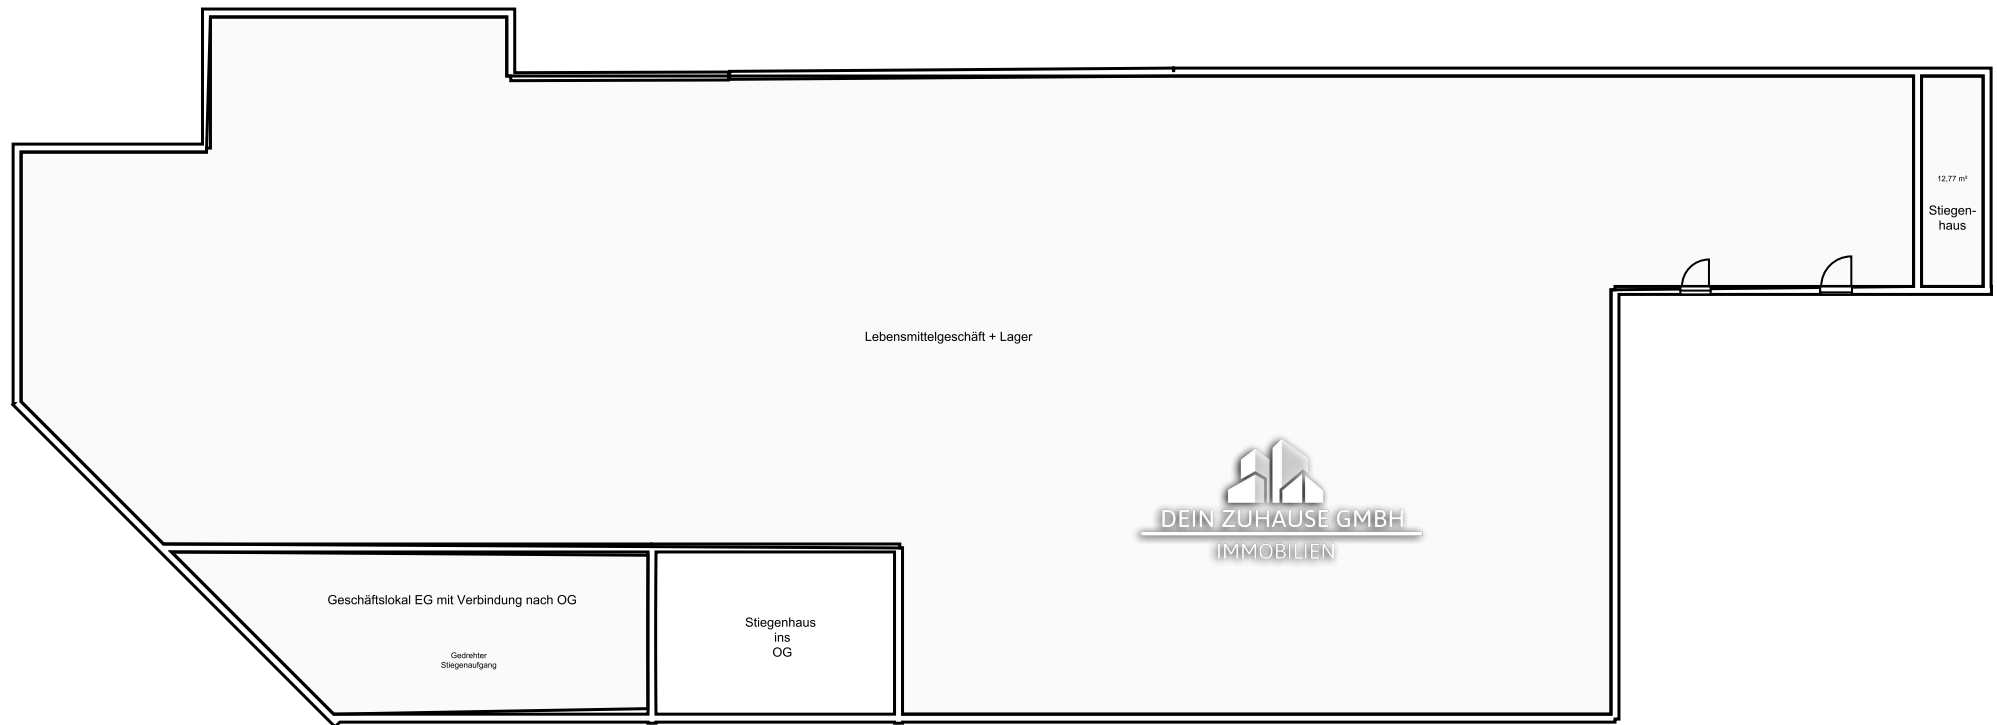 12,77 m²
Stiegen-
haus
Lebensmittelgeschäft + Lager
DEIN ZUHAUSE GMBH
IMMOBILIEN
Geschäftslokal EG mit Verbindung nach OG
Gedrehter
Stiegenaufgang
Stiegenhaus
ins
OG